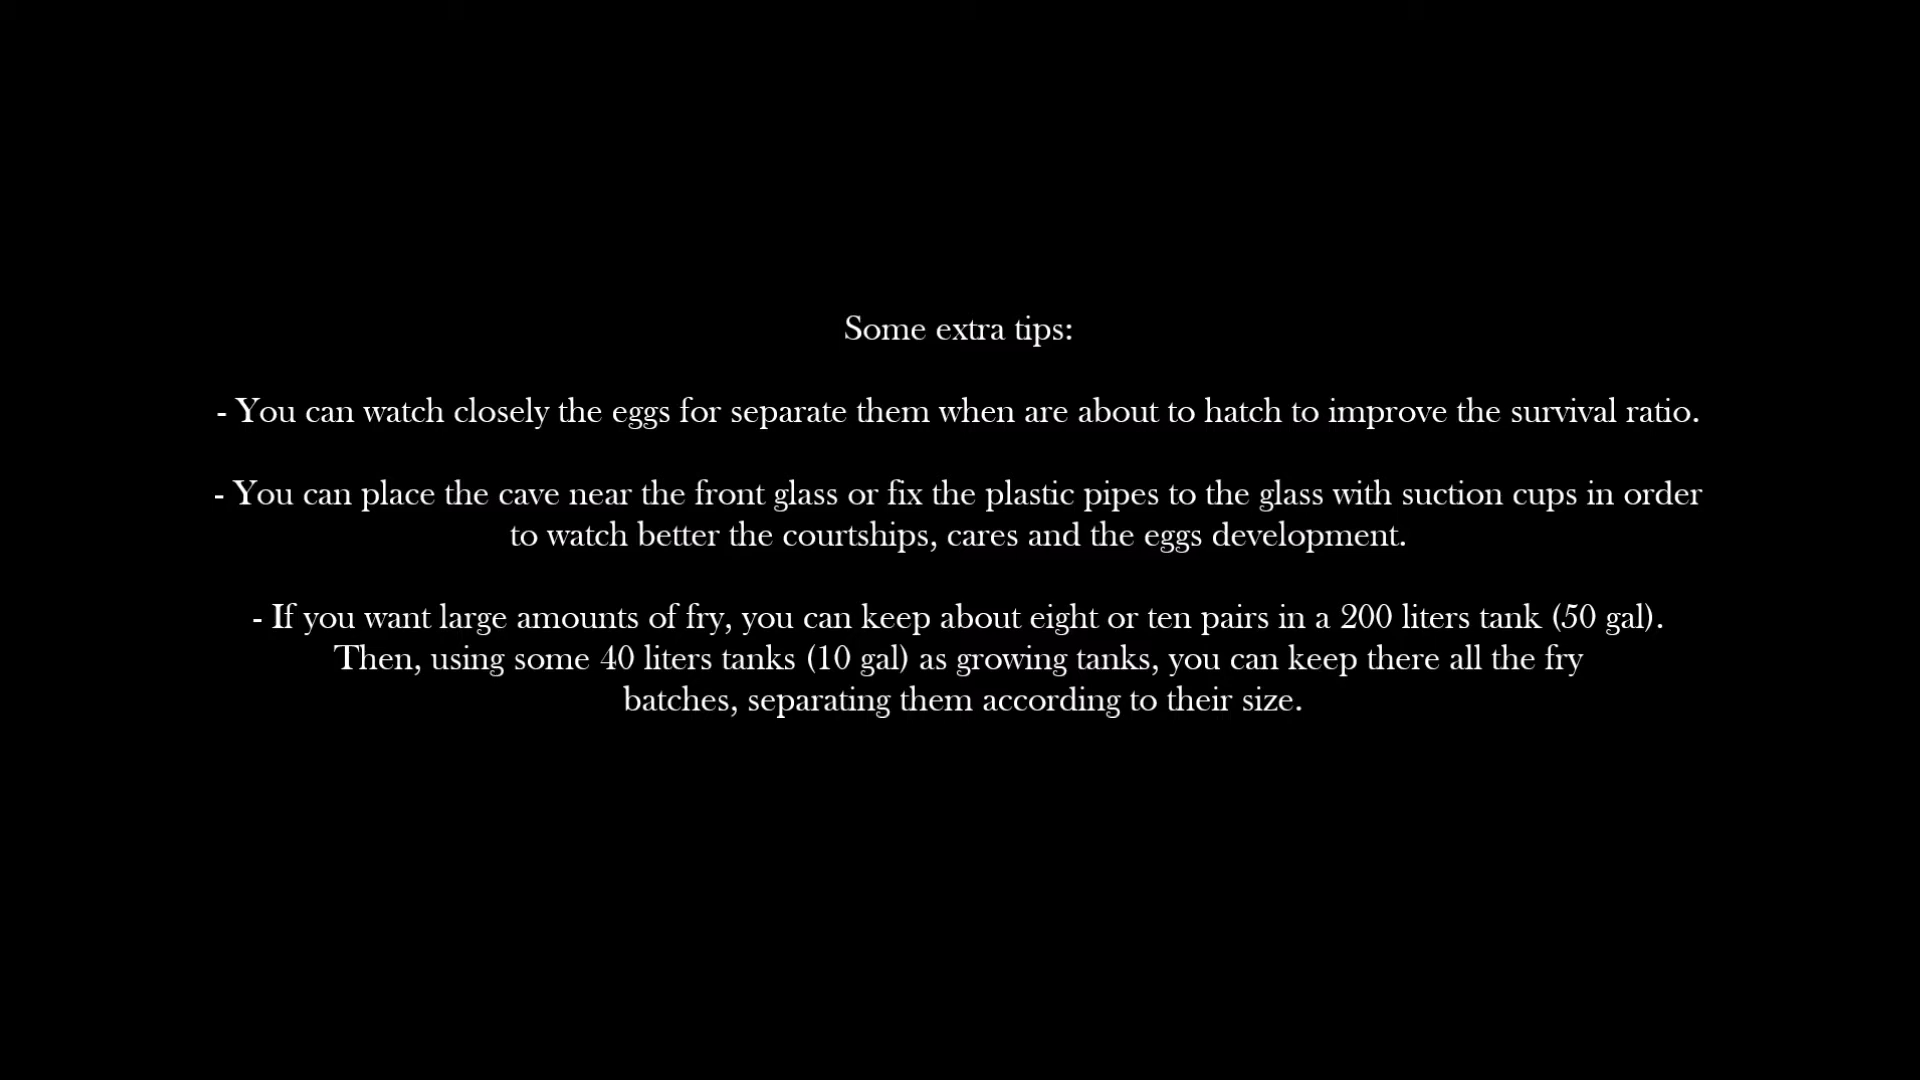 Some extra tips:
- You can watch closely the eggs for separate them when are about to hatch to improve the survival ratio.
- You can place the cave near the front glass or fix the plastic pipes to the glass with suction cups in order
to watch better the courtships, cares and the eggs development.
- If you want large amounts of fry, you can keep about eight or ten pairs in a 200 liters tank (50 gal).
Then, using some 40 liters tanks (10 gal) as growing tanks, you can keep there all the fry
batches, separating them according to their size.